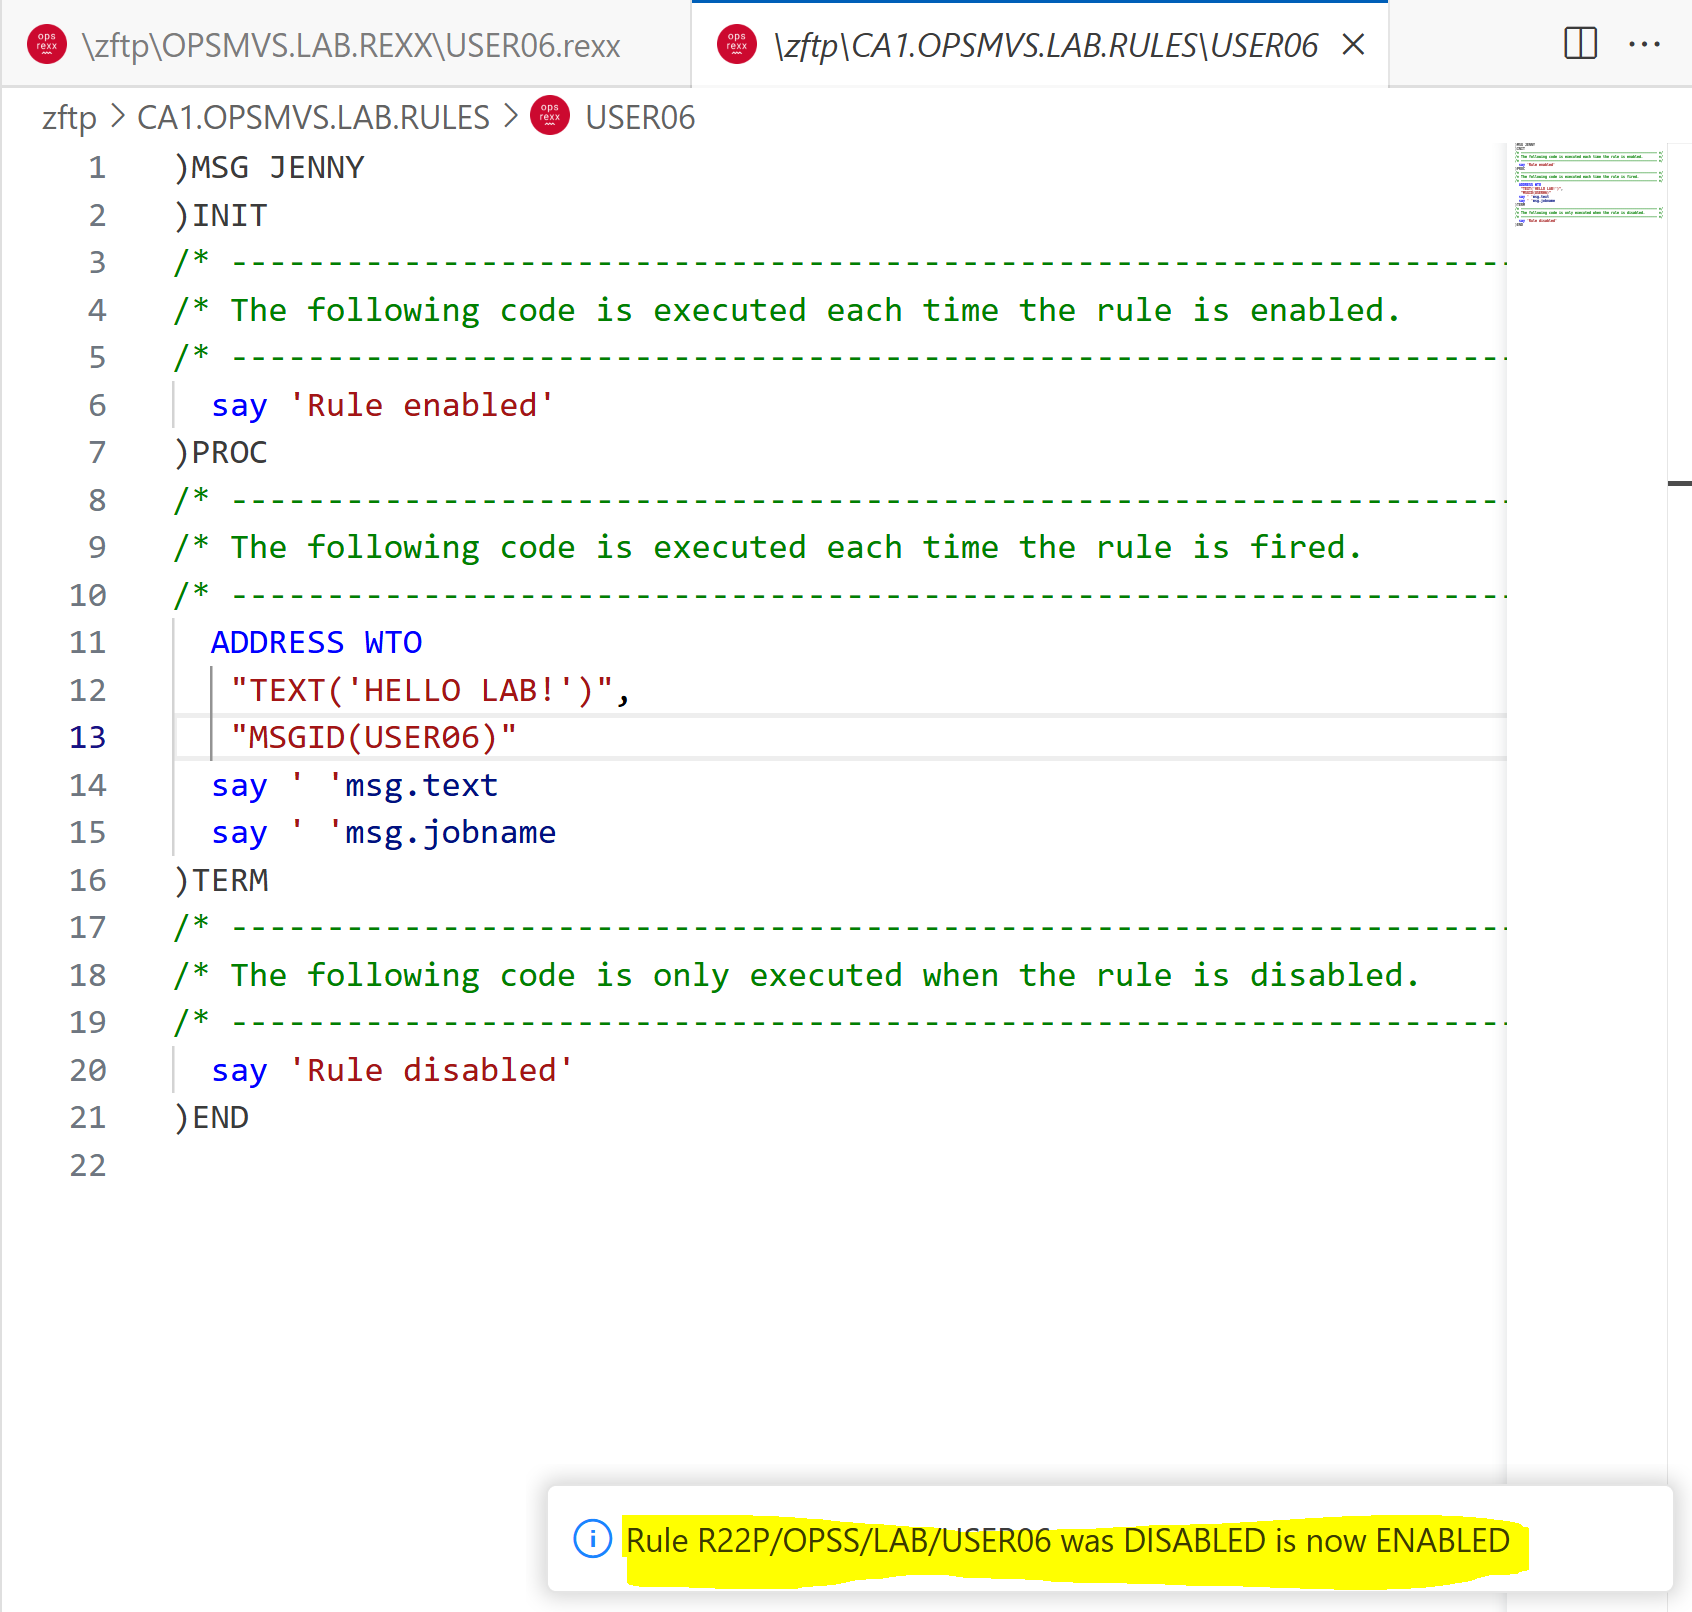 ops rexx \zftp\OPSMVS.LAB.REXX\USER06.rexx ops rexx \zftp\CA1.OPSMVS.LAB.RULES\USER06
zftp > CA1.OPSMVS.LAB.RULES > ops rexx USER06
1 )MSG JENNY
2 )INIT
3 /* -------------------------------------------------------------------
4 /* The following code is executed each time the rule is enabled.
5 /* -------------------------------------------------------------------
6 say 'Rule enabled'
7 )PROC
8 /* -------------------------------------------------------------------
9 /* The following code is executed each time the rule is fired.
10 /* -------------------------------------------------------------------
11 ADDRESS WTO
12 "TEXT('HELLO LAB!')",
13 "MSGID(USER06)"
14 say ' 'msg.text
15 say ' 'msg.jobname
16 )TERM
17 /* -------------------------------------------------------------------
18 /* The following code is only executed when the rule is disabled.
19 /* -------------------------------------------------------------------
20 say 'Rule disabled'
21 )END
22
Rule R22P/OPSS/LAB/USER06 was DISABLED is now ENABLED